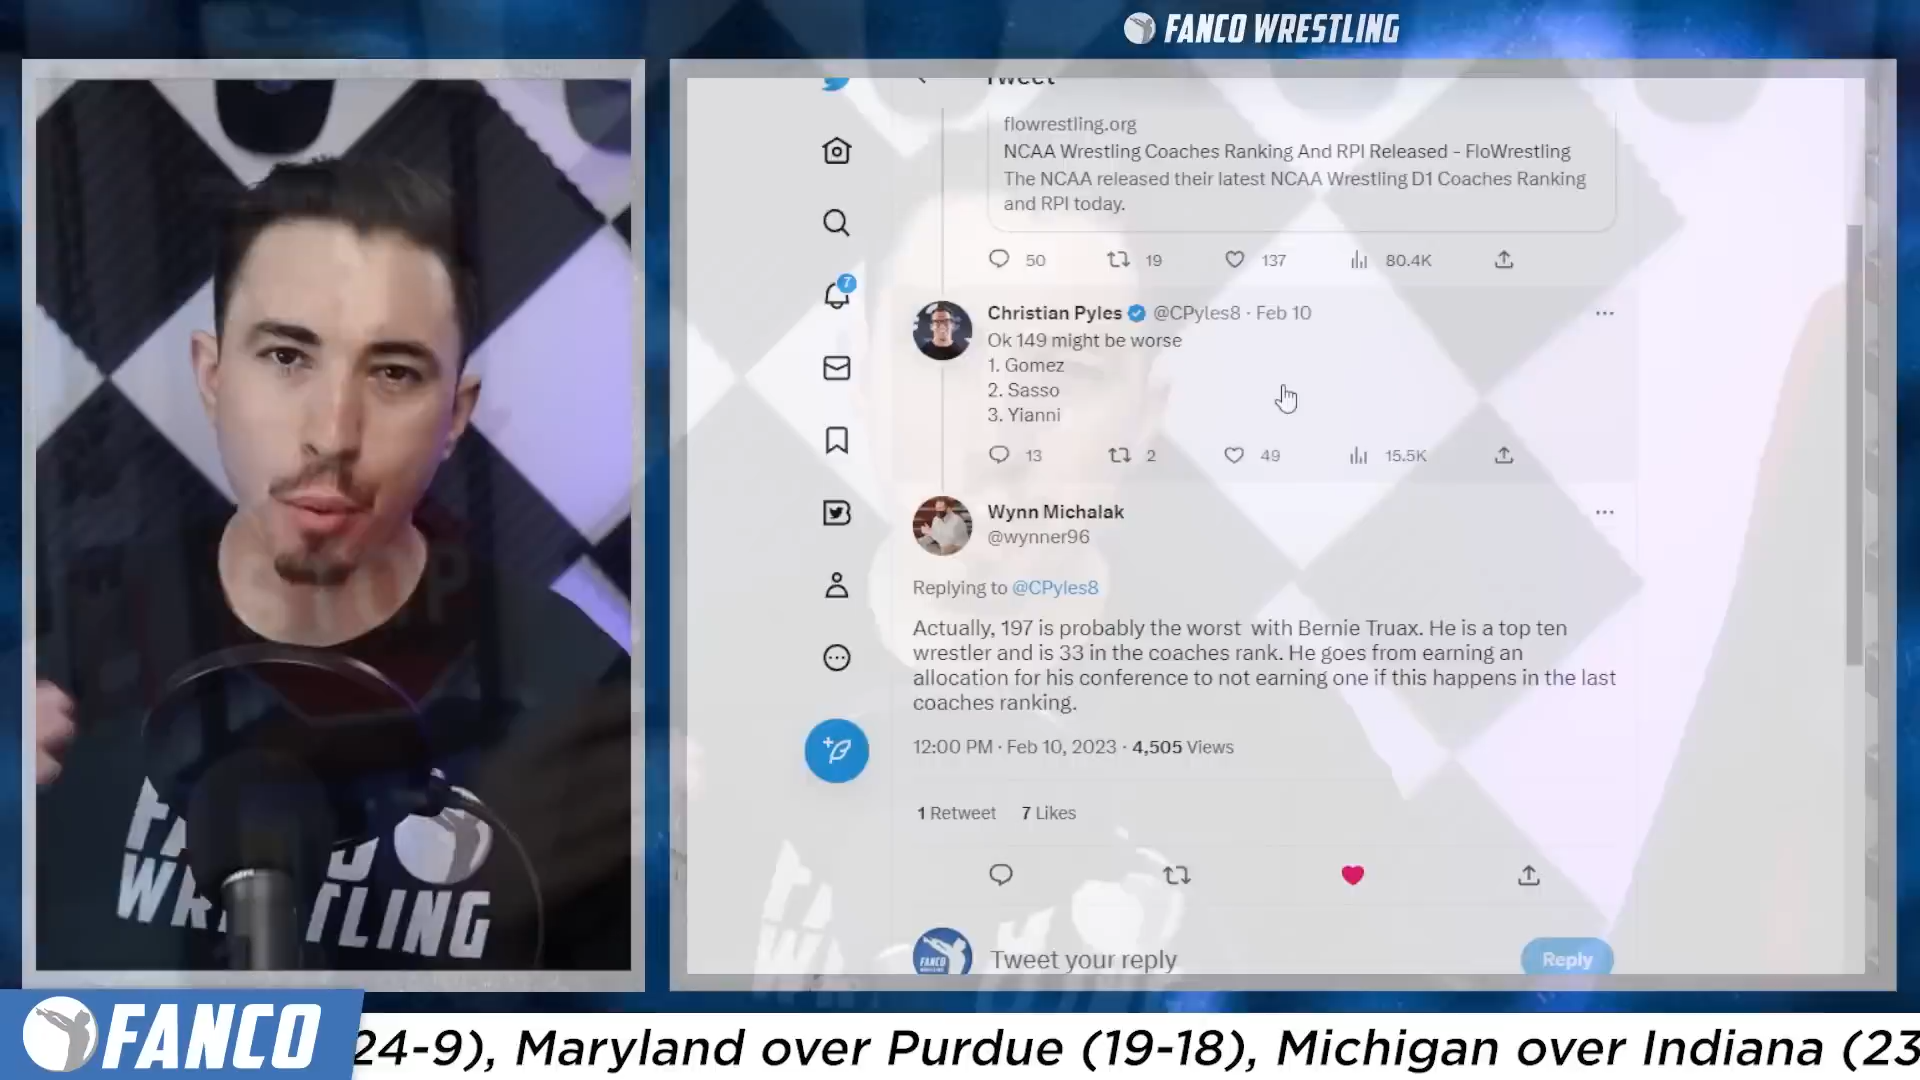 FANCO WRESTLING
Tweet
flowrestling.org
NCAA Wrestling Coaches Ranking And RPI Released - FloWrestling
The NCAA released their latest NCAA Wrestling D1 Coaches Ranking
and RPI today.
50 19 137 80.4K
7
Christian Pyles @CPyles8 · Feb 10
Ok 149 might be worse
1. Gomez
2. Sasso
3. Yianni
13 2 49 15.5K
Wynn Michalak
@wynner96
Replying to @CPyles8
Actually, 197 is probably the worst with Bernie Truax. He is a top ten
wrestler and is 33 in the coaches rank. He goes from earning an
allocation for his conference to not earning one if this happens in the last
coaches ranking.
12:00 PM · Feb 10, 2023 · 4,505 Views
1 Retweet 7 Likes
FANCO
Tweet your reply
Reply
FANCO
24-9), Maryland over Purdue (19-18), Michigan over Indiana (23